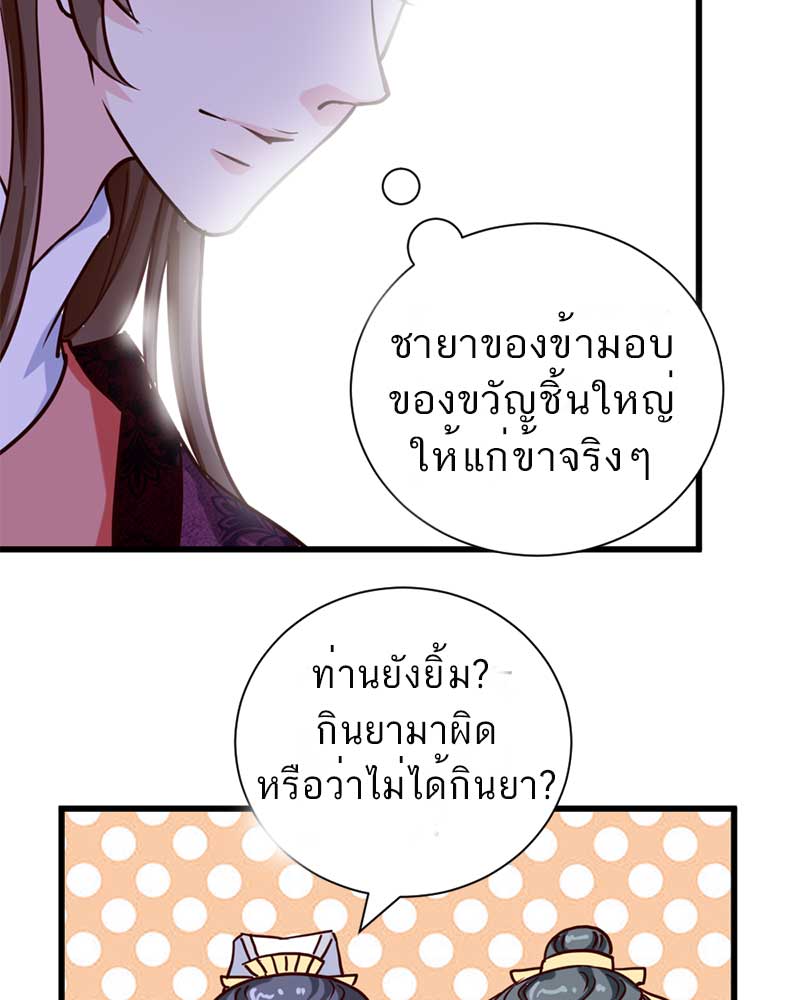 ชายาของข้ามอบ
ของขวัญชิ้นใหญ่
ให้แก่ข้าจริงๆ
ท่านยังยิ้ม?
กินยามาผิด
หรือว่าไม่ได้กินยา?